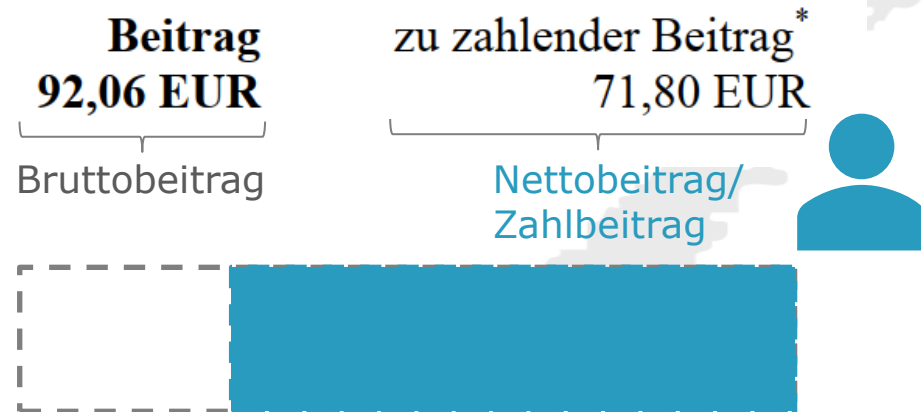 Beitrag
92,06 EUR
Bruttobeitrag
zu zahlender Beitrag*
71,80 EUR
Nettobeitrag/
Zahlbeitrag